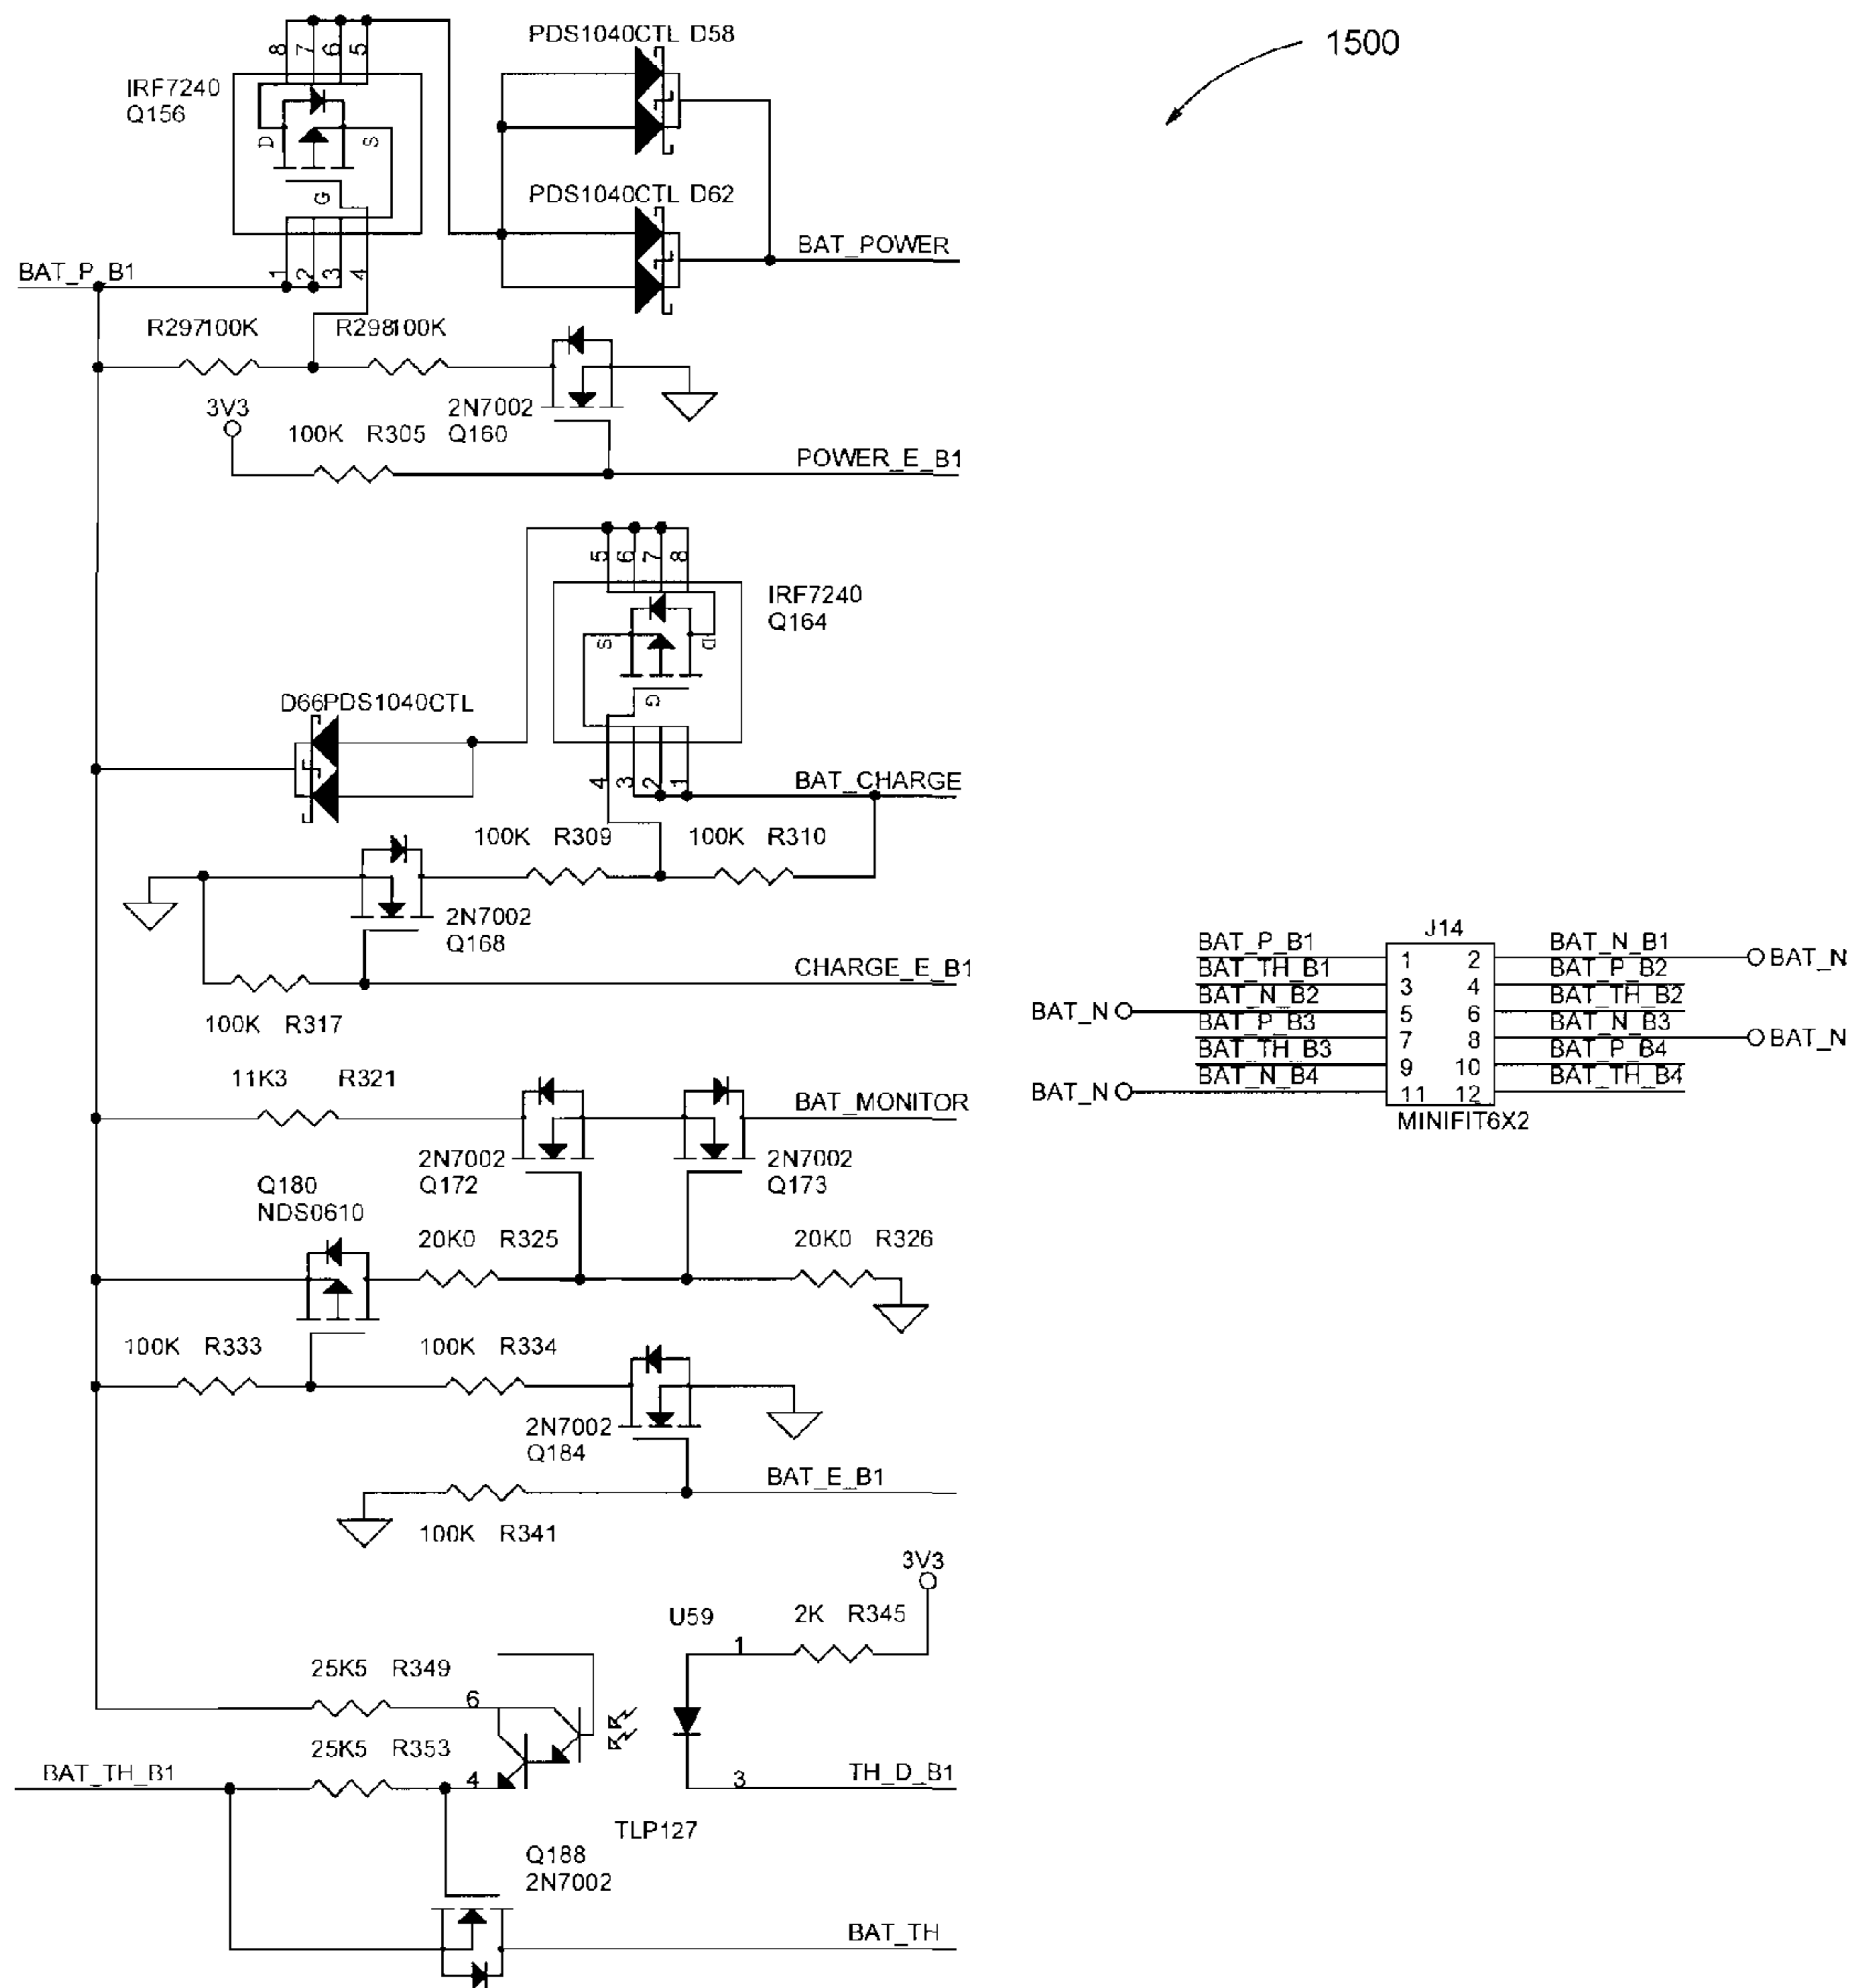 1500
PDS1040CTL D58
8 7 6 5
IRF7240
Q156
D S
G
PDS1040CTL D62
BAT_POWER
BAT_P_B1
1 2 3 4
R297100K R298100K
3V3
2N7002
100K R305 Q160
POWER_E_B1
5 6 7 8
IRF7240
Q164
S D
G
D66PDS1040CTL
4 3 2 1
BAT_CHARGE
100K R309 100K R310
2N7002
Q168
CHARGE_E_B1
100K R317
J14
BAT_P_B1 1 2 BAT_N_B1 BAT_N
BAT_TH_B1 3 4 BAT_P_B2
BAT_N BAT_N_B2 5 6 BAT_TH_B2
BAT_P_B3 7 8 BAT_N_B3 BAT_N
BAT_TH_B3 9 10 BAT_P_B4
BAT_N BAT_N_B4 11 12 BAT_TH_B4
MINIFIT6X2
11K3 R321
BAT_MONITOR
2N7002 2N7002
Q172 Q173
Q180
NDS0610
20K0 R325 20K0 R326
100K R333 100K R334
2N7002
Q184
BAT_E_B1
100K R341
3V3
U59 2K R345
1
25K5 R349
6
25K5 R353
BAT_TH_B1 4 3 TH_D_B1
TLP127
Q188
2N7002
BAT_TH